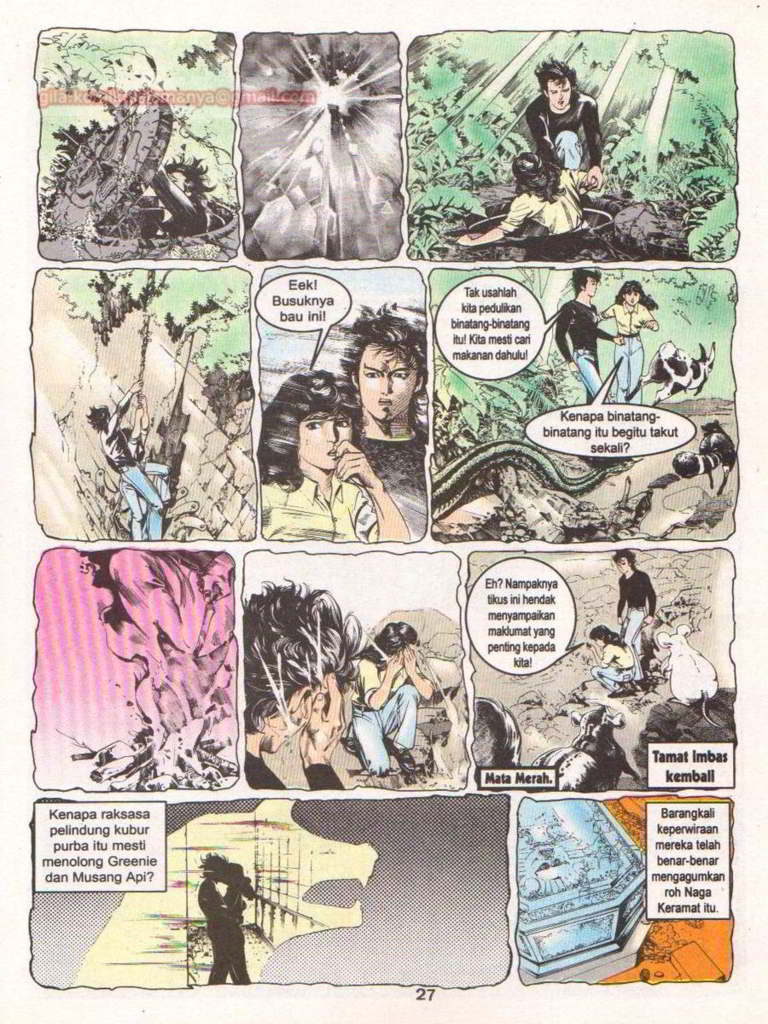 Eek!
Busuknya
bau ini!
Tak usahlah
kita pedulikan
binatang-binatang
itu! Kita mesti cari
makanan dahulu!
Kenapa binatang-
binatang itu begitu takut
sekali?
Eh? Nampaknya
tikus ini hendak
menyampaikan
maklumat yang
penting kepada
kita!
Mata Merah.
Tamat imbas
kembali
Kenapa raksasa
pelindung kubur
purba itu mesti
menolong Greenie
dan Musang Api?
Barangkali
keperwiraan
mereka telah
benar-benar
mengagumkan
roh Naga
Keramat itu.
27